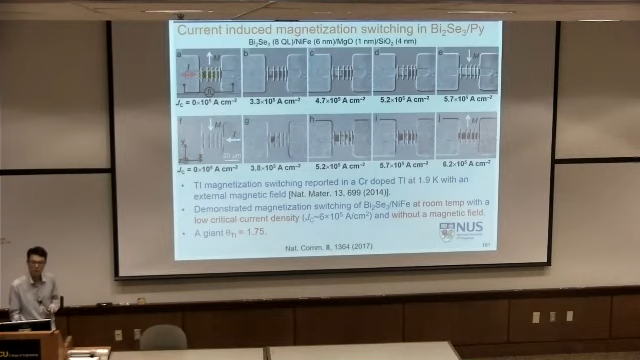 Current induced magnetization switching in Bi₂Se₃/Py
Bi₂Se₃ (8 QL)/NiFe (6 nm)/MgO (1 nm)/SiO₂ (4 nm)
a b c d e
M M
J_C = 0×10⁵ A cm⁻² 3.3×10⁵ A cm⁻² 4.7×10⁵ A cm⁻² 5.2×10⁵ A cm⁻² 5.7×10⁵ A cm⁻²
f g h i j
M M
J_C = 0×10⁵ A cm⁻² 3.8×10⁵ A cm⁻² 5.2×10⁵ A cm⁻² 5.7×10⁵ A cm⁻² 6.2×10⁵ A cm⁻²
• TI magnetization switching reported in a Cr doped TI at 1.9 K with an
external magnetic field [Nat. Mater. 13, 699 (2014)].
• Demonstrated magnetization switching of Bi₂Se₃/NiFe at room temp with a
low critical current density (J_C~6×10⁵ A/cm²) and without a magnetic field.
• A giant θ_TI = 1.75.
NUS
Nat. Comm. 8, 1364 (2017)